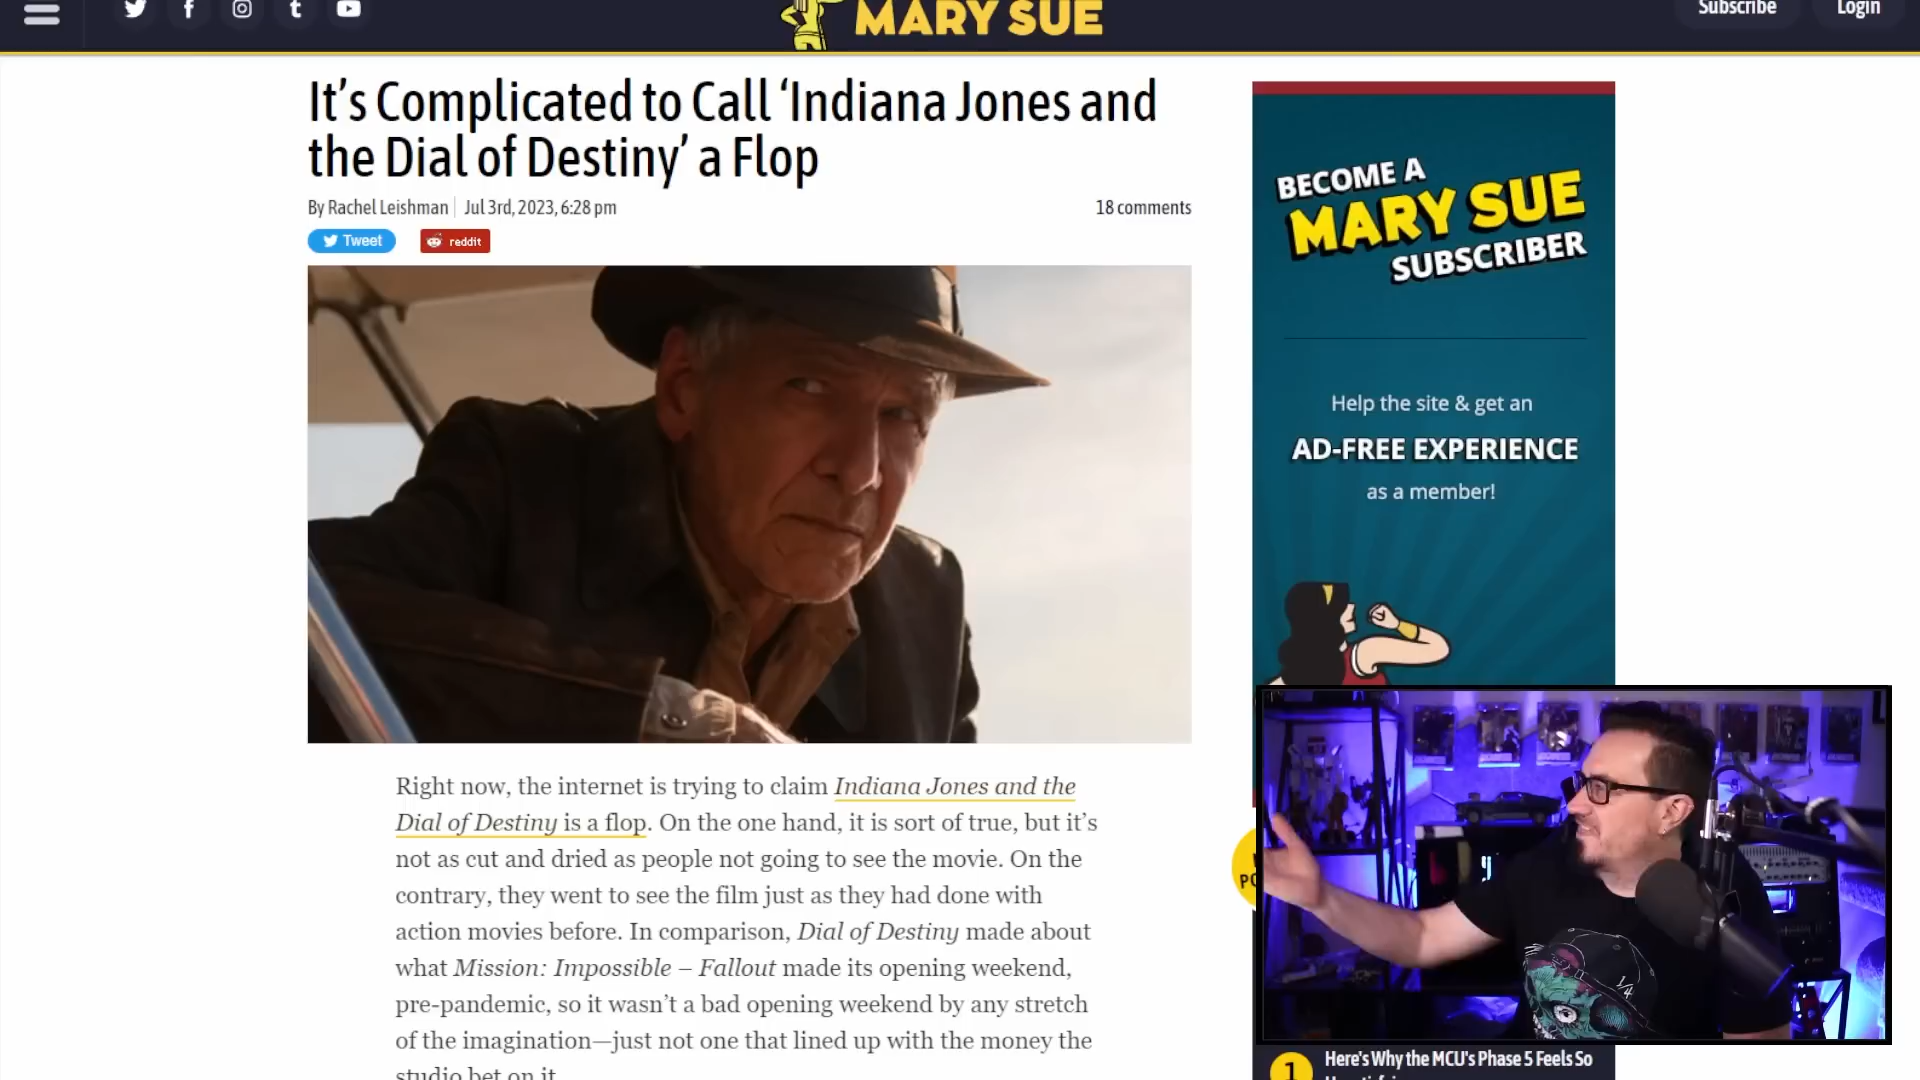 MARY SUE
Subscribe
Login
It's Complicated to Call ‘Indiana Jones and
the Dial of Destiny’ a Flop
By Rachel Leishman
Jul 3rd, 2023, 6:28 pm
18 comments
Tweet
reddit
Right now, the internet is trying to claim Indiana Jones and the
Dial of Destiny is a flop. On the one hand, it is sort of true, but it’s
not as cut and dried as people not going to see the movie. On the
contrary, they went to see the film just as they had done with
action movies before. In comparison, Dial of Destiny made about
what Mission: Impossible – Fallout made its opening weekend,
pre-pandemic, so it wasn’t a bad opening weekend by any stretch
of the imagination—just not one that lined up with the money the
studio bet on it.
BECOME A
MARY SUE
SUBSCRIBER
Help the site & get an
AD-FREE EXPERIENCE
as a member!
1
Here's Why the MCU's Phase 5 Feels So